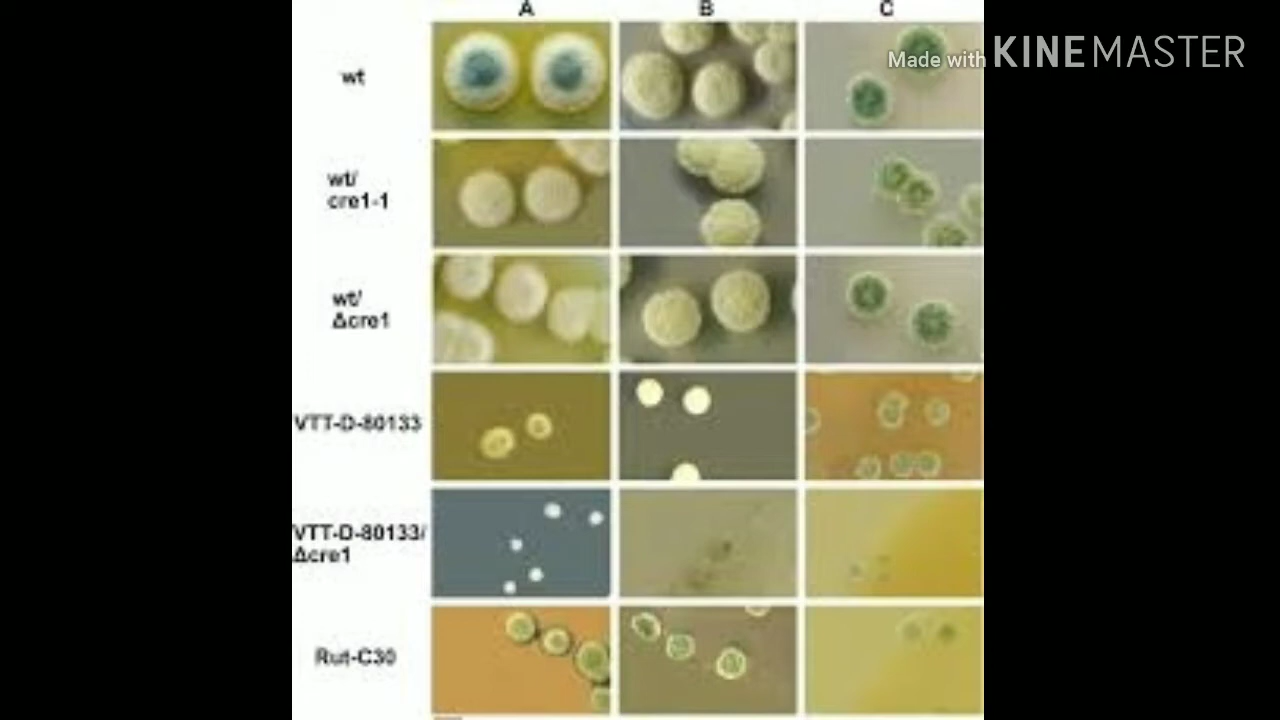 A B C
Made with KINEMASTER
wt
wt/
cre1-1
wt/
Δcre1
VTT-D-80133
VTT-D-80133/
Δcre1
Rut-C30